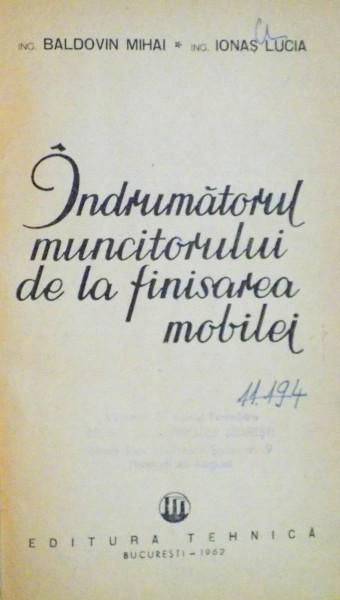 ING. BALDOVIN MIHAI * ING. IONAȘ LUCIA
Îndrumătorul
muncitorului
de la finisarea
mobilei
11.194
EDITURA TEHNICĂ
BUCUREȘTI – 1962